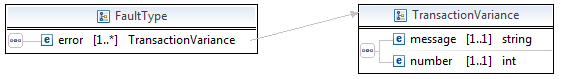 FaultType
error [1..*] TransactionVariance
TransactionVariance
message [1..1] string
number [1..1] int